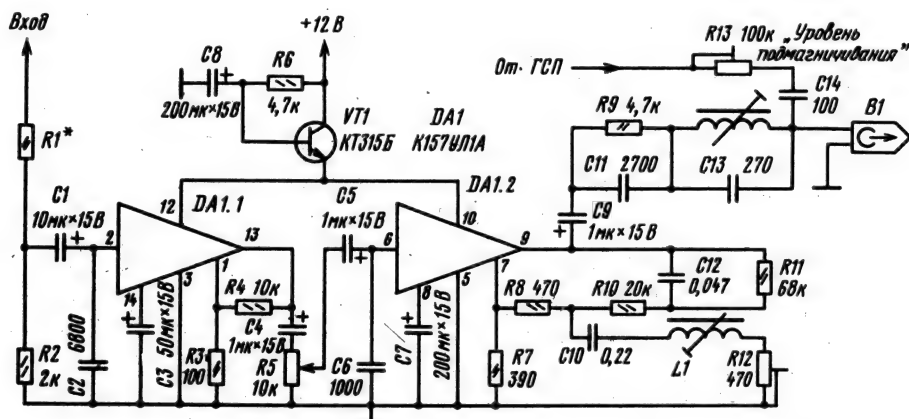 Вход
+12 В
R13 100к „Уровень
подмагничивания"
От ГСП
C14
100
B1
C8
R6
200мк×15В
4,7к
VT1
КТ315Б
DA1
К157УЛ1А
R9 4,7к
C11
2700
C13
270
R1*
C1
10мк×15В
12
DA1.1
13
2
14
3
1
C5
1мк×15В
DA1.2
10
6
9
8
5
7
C9
1мк×15В
C12
0,047
R11
68к
6800
C2
R2
2к
C3
50мк×15В
R4 10к
C4
1мк×15В
R3
100
R5
10к
C6
1000
C7
200мк×15В
R8 470
R10 20к
C10
0,22
L1
R7
390
R12
470